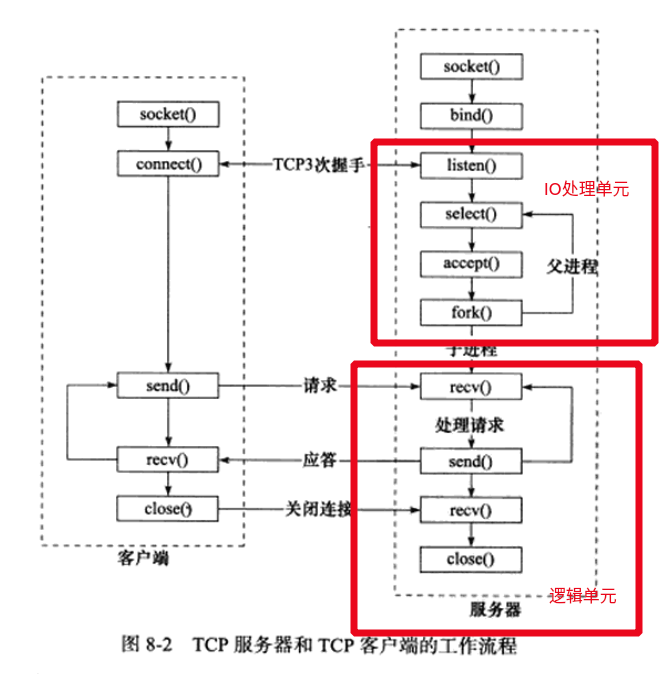 socket()
bind()
socket()
connect()
TCP3次握手
listen()
IO处理单元
select()
accept()
父进程
fork()
子进程
send()
请求
recv()
处理请求
recv()
应答
send()
close()
关闭连接
recv()
close()
客户端
逻辑单元
服务器
图 8-2 TCP 服务器和 TCP 客户端的工作流程